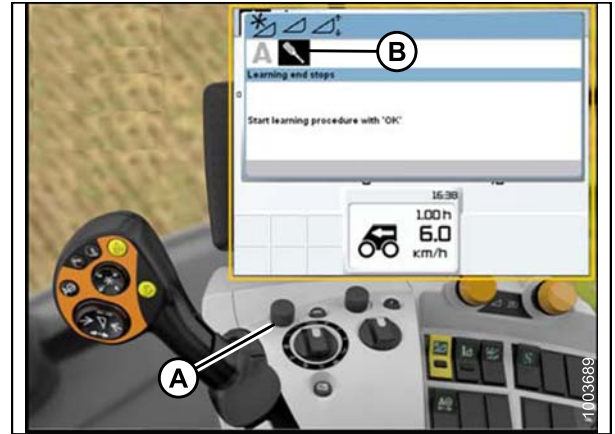 A
B
Learning end stops
Start learning procedure with 'OK'
16:38
1.00 h
6.0
km/h
A
1003689